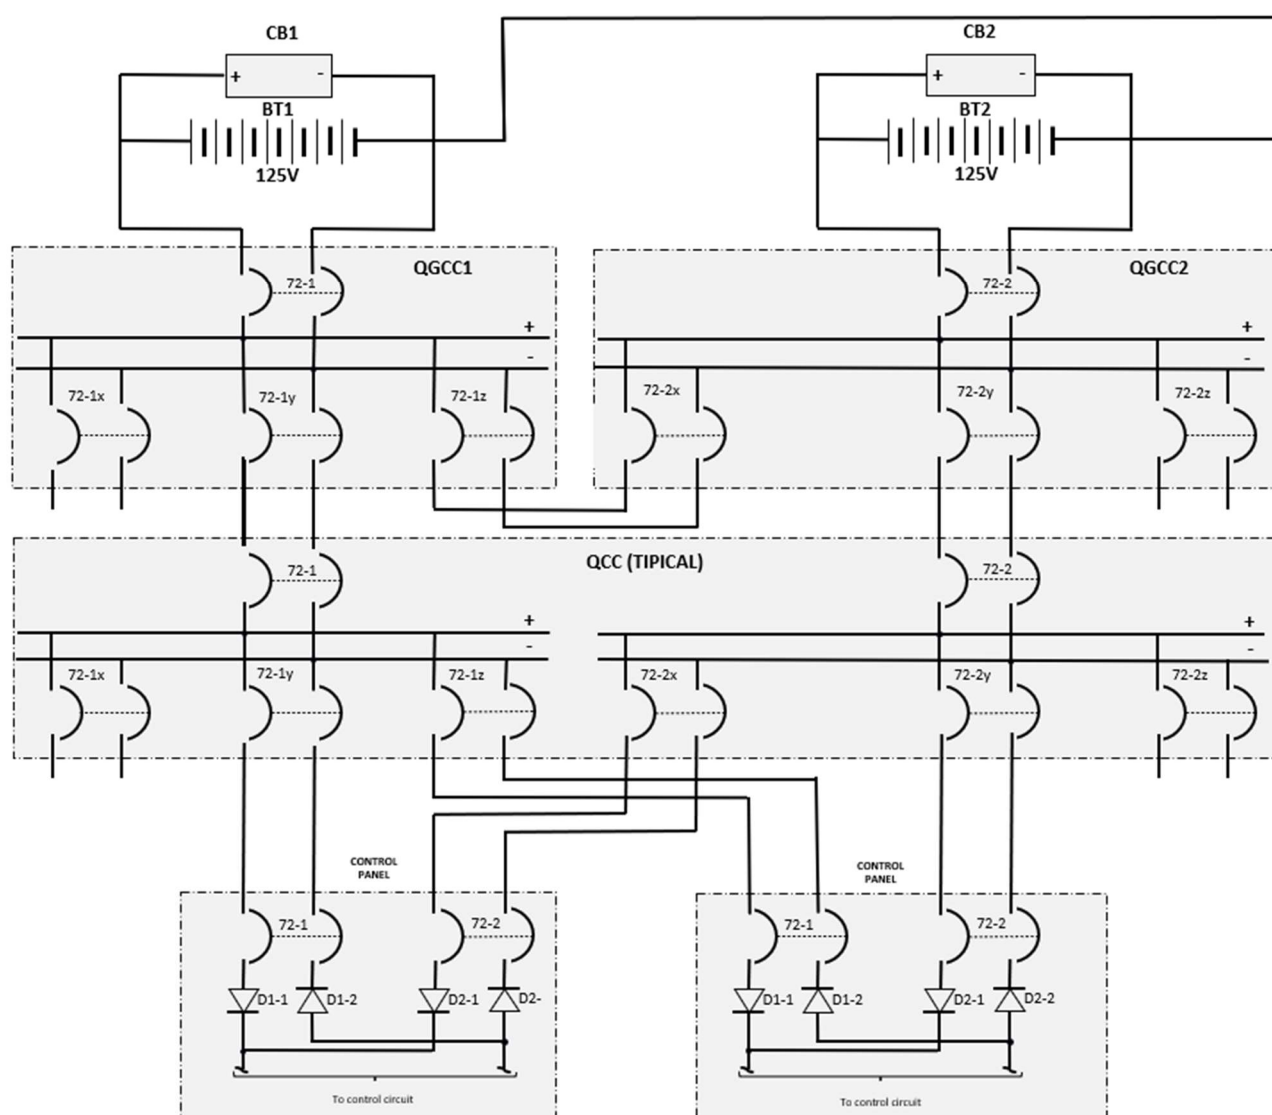 CB1
CB2
+ -
+ -
BT1
BT2
125V
125V
QGCC1
QGCC2
72-1
72-2
+
+
-
-
72-1x
72-1y
72-1z
72-2x
72-2y
72-2z
QCC (TIPICAL)
72-1
72-2
+
+
-
-
72-1x
72-1y
72-1z
72-2x
72-2y
72-2z
CONTROL
PANEL
CONTROL
PANEL
72-1
72-2
72-1
72-2
D1-1
D1-2
D2-1
D2-
D1-1
D1-2
D2-1
D2-2
To control circuit
To control circuit